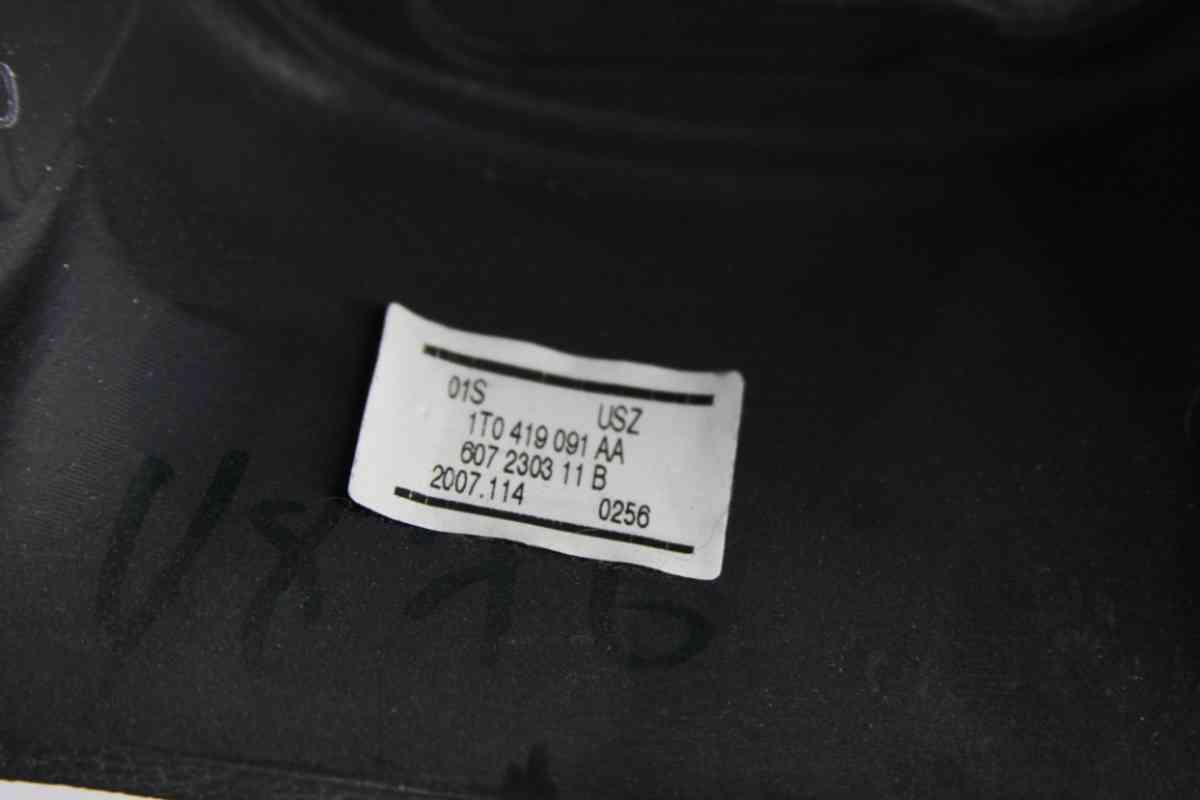 01S USZ
1T0 419 091 AA
607 2303 11 B
2007.114 0256